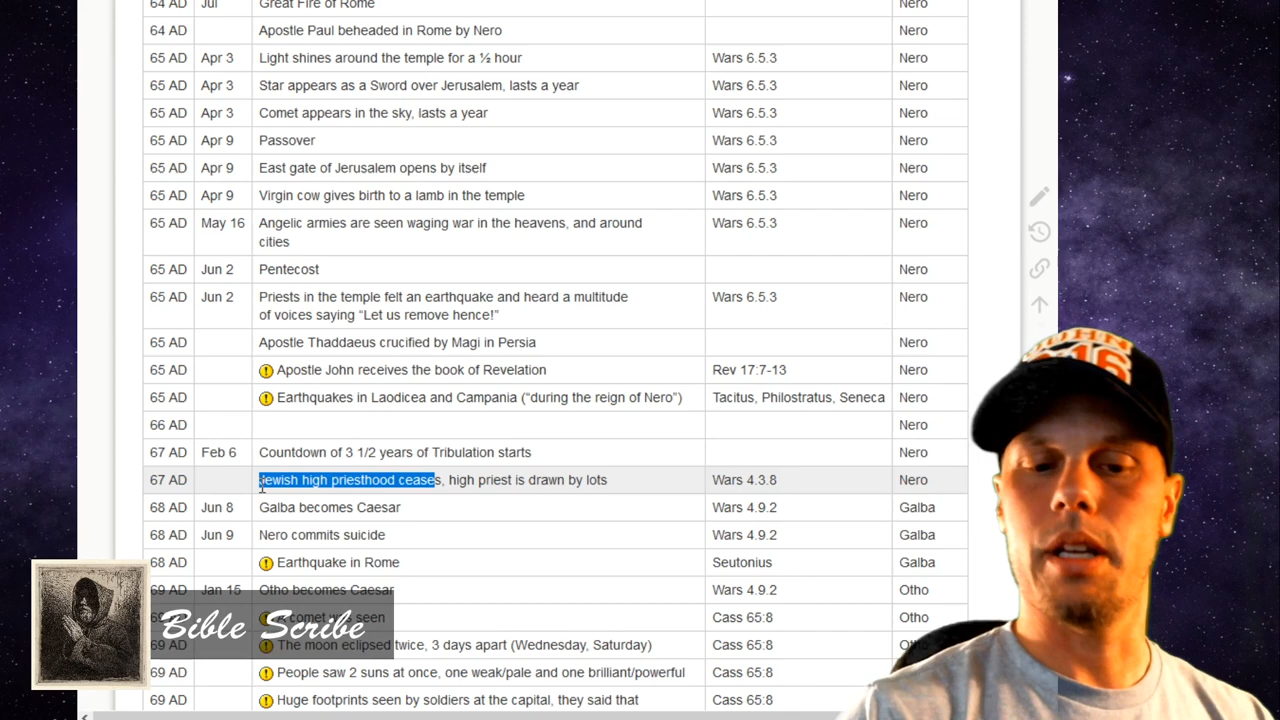 64 AD Jul Great Fire of Rome Nero
64 AD Apostle Paul beheaded in Rome by Nero Nero
65 AD Apr 3 Light shines around the temple for a ½ hour Wars 6.5.3 Nero
65 AD Apr 3 Star appears as a Sword over Jerusalem, lasts a year Wars 6.5.3 Nero
65 AD Apr 3 Comet appears in the sky, lasts a year Wars 6.5.3 Nero
65 AD Apr 9 Passover Wars 6.5.3 Nero
65 AD Apr 9 East gate of Jerusalem opens by itself Wars 6.5.3 Nero
65 AD Apr 9 Virgin cow gives birth to a lamb in the temple Wars 6.5.3 Nero
65 AD May 16 Angelic armies are seen waging war in the heavens, and around Wars 6.5.3 Nero
cities
65 AD Jun 2 Pentecost Nero
65 AD Jun 2 Priests in the temple felt an earthquake and heard a multitude Wars 6.5.3 Nero
of voices saying “Let us remove hence!”
65 AD Apostle Thaddaeus crucified by Magi in Persia Nero
65 AD Apostle John receives the book of Revelation Rev 17:7-13 Nero
65 AD Earthquakes in Laodicea and Campania (“during the reign of Nero”) Tacitus, Philostratus, Seneca Nero
66 AD Nero
67 AD Feb 6 Countdown of 3 1/2 years of Tribulation starts Nero
67 AD Jewish high priesthood ceases, high priest is drawn by lots Wars 4.3.8 Nero
68 AD Jun 8 Galba becomes Caesar Wars 4.9.2 Galba
68 AD Jun 9 Nero commits suicide Wars 4.9.2 Galba
68 AD Earthquake in Rome Seutonius Galba
69 AD Jan 15 Otho becomes Caesar Wars 4.9.2 Otho
comet was seen Cass 65:8 Otho
The moon eclipsed twice, 3 days apart (Wednesday, Saturday) Cass 65:8
69 AD People saw 2 suns at once, one weak/pale and one brilliant/powerful Cass 65:8
69 AD Huge footprints seen by soldiers at the capital, they said that Cass 65:8
Bible Scribe
JOHN